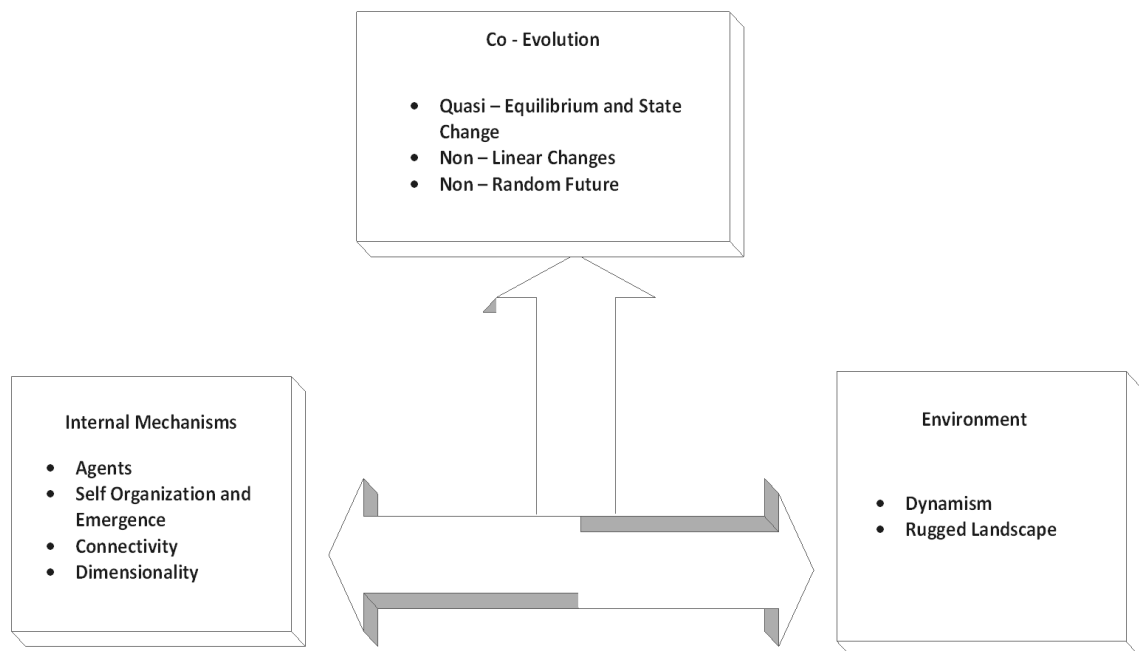 Co - Evolution
• Quasi – Equilibrium and State
Change
• Non – Linear Changes
• Non – Random Future
Internal Mechanisms
• Agents
• Self Organization and
Emergence
• Connectivity
• Dimensionality
Environment
• Dynamism
• Rugged Landscape